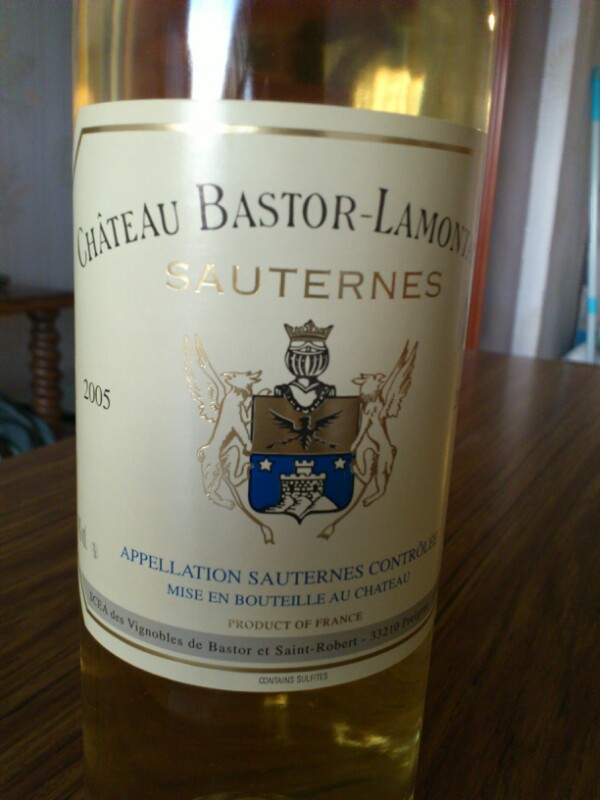 CHÂTEAU BASTOR-LAMONTA
SAUTERNES
2005
APPELLATION SAUTERNES CONTRÔLÉE
MISE EN BOUTEILLE AU CHATEAU
PRODUCT OF FRANCE
SCEA des Vignobles de Bastor et Saint-Robert - 33210
CONTAINS SULFITES